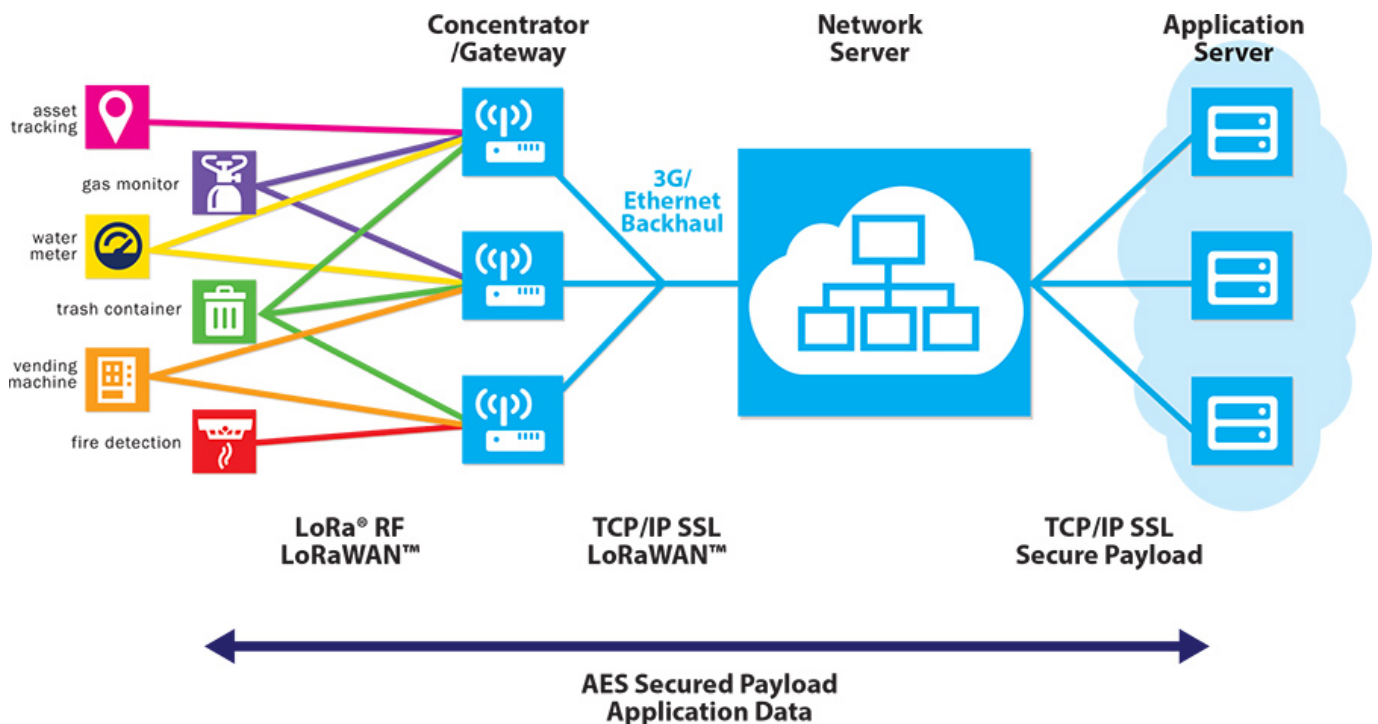 Concentrator
/Gateway
Network
Server
Application
Server
asset
tracking
gas monitor
water
meter
trash container
vending
machine
fire detection
3G/
Ethernet
Backhaul
LoRa® RF
LoRaWAN™
TCP/IP SSL
LoRaWAN™
TCP/IP SSL
Secure Payload
AES Secured Payload
Application Data